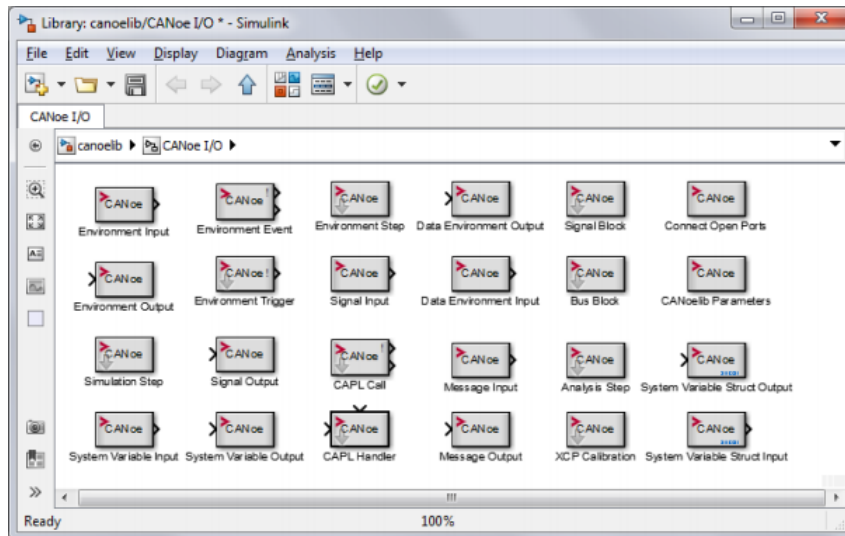 Library: canoelib/CANoe I/O * - Simulink
File Edit View Display Diagram Analysis Help
CANoe I/O
canoelib CANoe I/O
CANoe CANoe ! CANoe CANoe CANoe CANoe
Environment Input Environment Event Environment Step Data Environment Output Signal Block Connect Open Ports
CANoe CANoe ! CANoe CANoe CANoe CANoe
Environment Output Environment Trigger Signal Input Data Environment Input Bus Block CANoelib Parameters
CANoe CANoe CANoe ! CANoe CANoe CANoe
Simulation Step Signal Output CAPL Call Message Input Analysis Step System Variable Struct Output
CANoe CANoe CANoe CANoe CANoe CANoe
System Variable Input System Variable Output CAPL Handler Message Output XCP Calibration System Variable Struct Input
Ready 100%